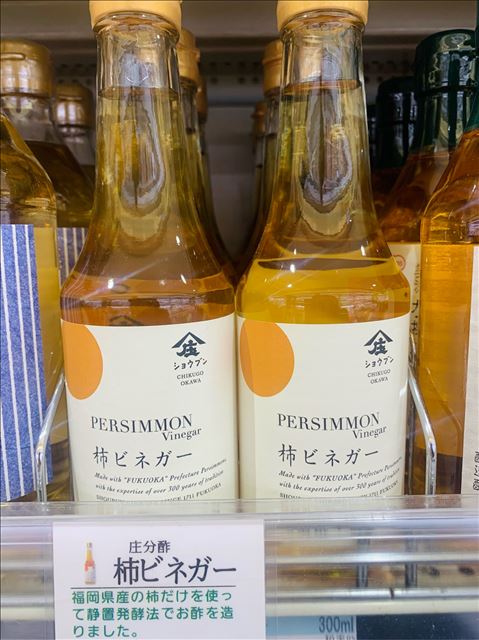 庄
ショウブン
CHIKUGO
OKAWA
PERSIMMON
Vinegar
柿ビネガー
Made with "FUKUOKA" Prefecture Persimmons
with the expertise of over 300 years of tradition
庄
ショウブン
CHIKUGO
OKAWA
PERSIMMON
Vinegar
柿ビネガー
Made with "FUKUOKA" Prefecture Persimmons
with the expertise of over 300 years of tradition
庄分酢
柿ビネガー
福岡県産の柿だけを使っ
て静置発酵法でお酢を造
りました。
300ml